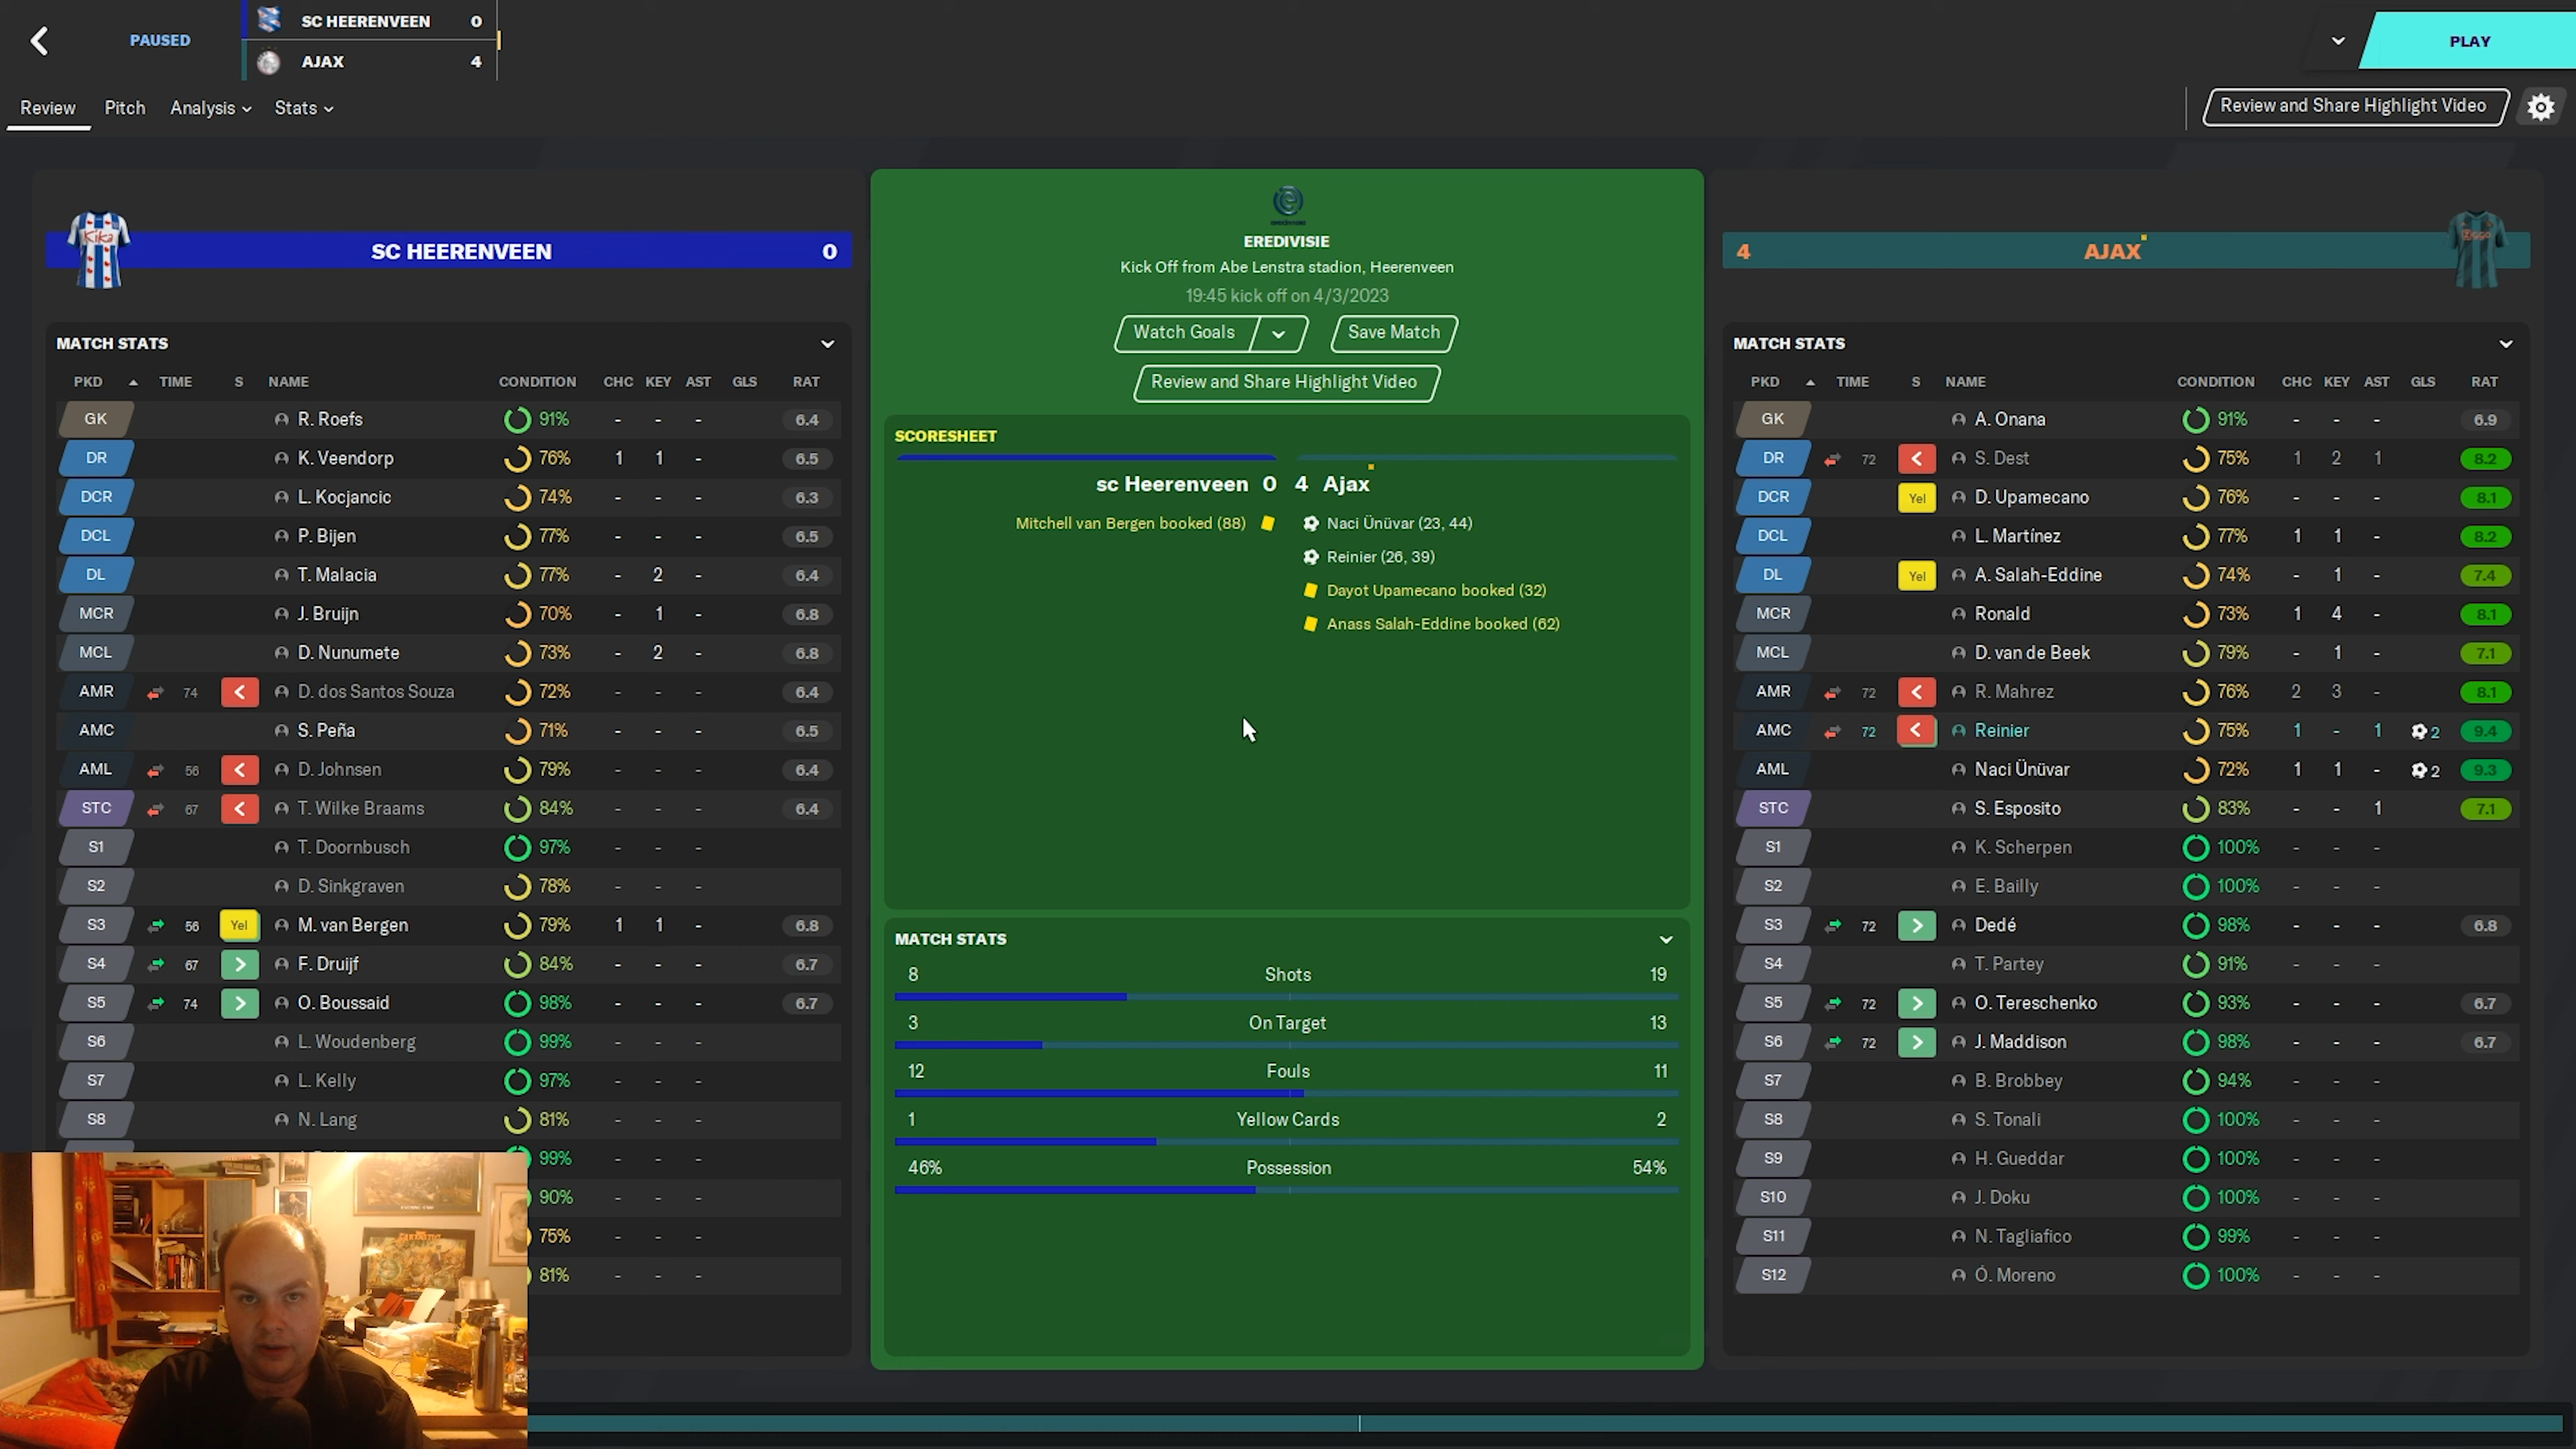 PAUSED
SC HEERENVEEN 0
AJAX 4
PLAY
Review Pitch Analysis Stats
Review and Share Highlight Video
Kika
SC HEERENVEEN 0
MATCH STATS
PKD TIME S NAME CONDITION CHC KEY AST GLS RAT
GK R. Roefs 91% - - - 6.4
DR K. Veendorp 76% 1 1 - 6.5
DCR L. Kocjancic 74% - - - 6.3
DCL P. Bijen 77% - - - 6.5
DL T. Malacia 77% - 2 - 6.4
MCR J. Bruijn 70% - 1 - 6.8
MCL D. Nunumete 73% - 2 - 6.8
AMR 74 D. dos Santos Souza 72% - - - 6.4
AMC S. Peña 71% - - - 6.5
AML 56 D. Johnsen 79% - - - 6.4
STC 67 T. Wilke Braams 84% - - - 6.4
S1 T. Doornbusch 97% - - -
S2 D. Sinkgraven 78% - - -
S3 56 Yel M. van Bergen 79% 1 1 - 6.8
S4 67 F. Druijf 84% - - - 6.7
S5 74 O. Boussaid 98% - - - 6.7
S6 L. Woudenberg 99% - - -
S7 L. Kelly 97% - - -
S8 N. Lang 81% - - -
99% - - -
90% - - -
75% - - -
81% - - -
EREDIVISIE
Kick Off from Abe Lenstra stadion, Heerenveen
19:45 kick off on 4/3/2023
Watch Goals Save Match
Review and Share Highlight Video
SCORESHEET
sc Heerenveen 0 4 Ajax
Mitchell van Bergen booked (88) Naci Ünüvar (23, 44)
Reinier (26, 39)
Dayot Upamecano booked (32)
Anass Salah-Eddine booked (62)
MATCH STATS
8 Shots 19
3 On Target 13
12 Fouls 11
1 Yellow Cards 2
46% Possession 54%
4 AJAX
Ziggo
MATCH STATS
PKD TIME S NAME CONDITION CHC KEY AST GLS RAT
GK A. Onana 91% - - - 6.9
DR 72 S. Dest 75% 1 2 1 8.2
DCR Yel D. Upamecano 76% - - - 8.1
DCL L. Martínez 77% 1 1 - 8.2
DL Yel A. Salah-Eddine 74% - 1 - 7.4
MCR Ronald 73% 1 4 - 8.1
MCL D. van de Beek 79% - 1 - 7.1
AMR 72 R. Mahrez 76% 2 3 - 8.1
AMC 72 Reinier 75% 1 - 1 2 9.4
AML Naci Ünüvar 72% 1 1 - 2 9.3
STC S. Esposito 83% - - 1 7.1
S1 K. Scherpen 100% - - -
S2 E. Bailly 100% - - -
S3 72 Dedé 98% - - - 6.8
S4 T. Partey 91% - - -
S5 72 O. Tereschenko 93% - - - 6.7
S6 72 J. Maddison 98% - - - 6.7
S7 B. Brobbey 94% - - -
S8 S. Tonali 100% - - -
S9 H. Gueddar 100% - - -
S10 J. Doku 100% - - -
S11 N. Tagliafico 99% - - -
S12 Ó. Moreno 100% - - -